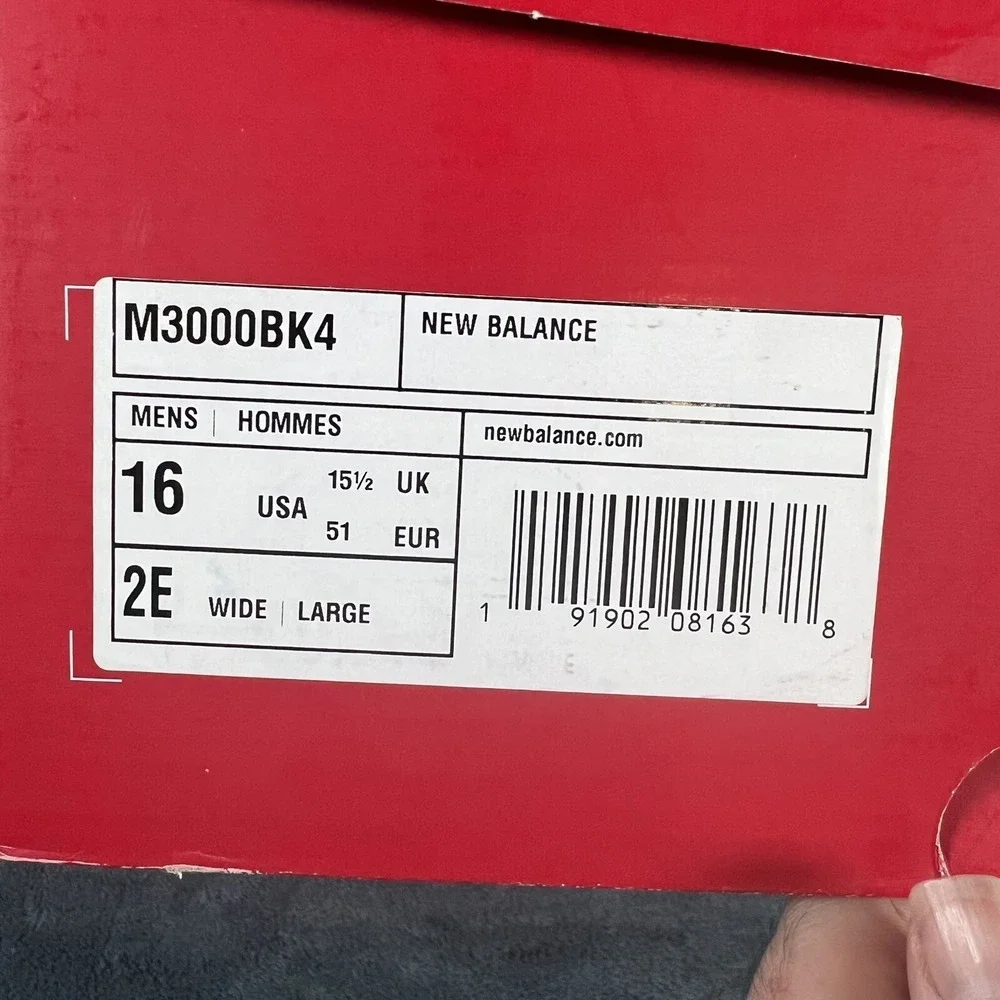 M3000BK4
NEW BALANCE
MENS | HOMMES
newbalance.com
16 USA 15½ UK
51 EUR
2E WIDE | LARGE
1 91902 08163 8
E